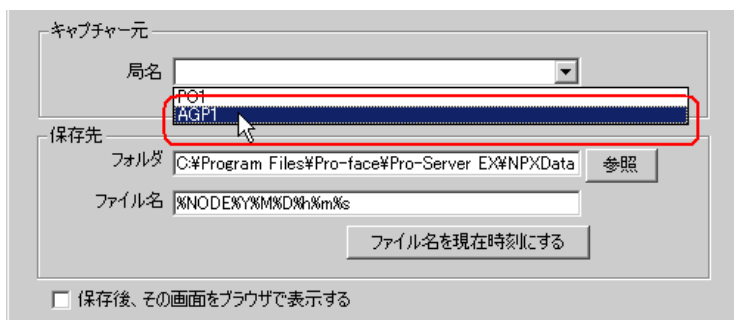 キャプチャー元
局名
PO1
AGP1
保存先
フォルダ C:¥Program Files¥Pro-face¥Pro-Server EX¥NPXData 参照
ファイル名 %NODE%Y%M%D%h%m%s
ファイル名を現在時刻にする
保存後、その画面をブラウザで表示する